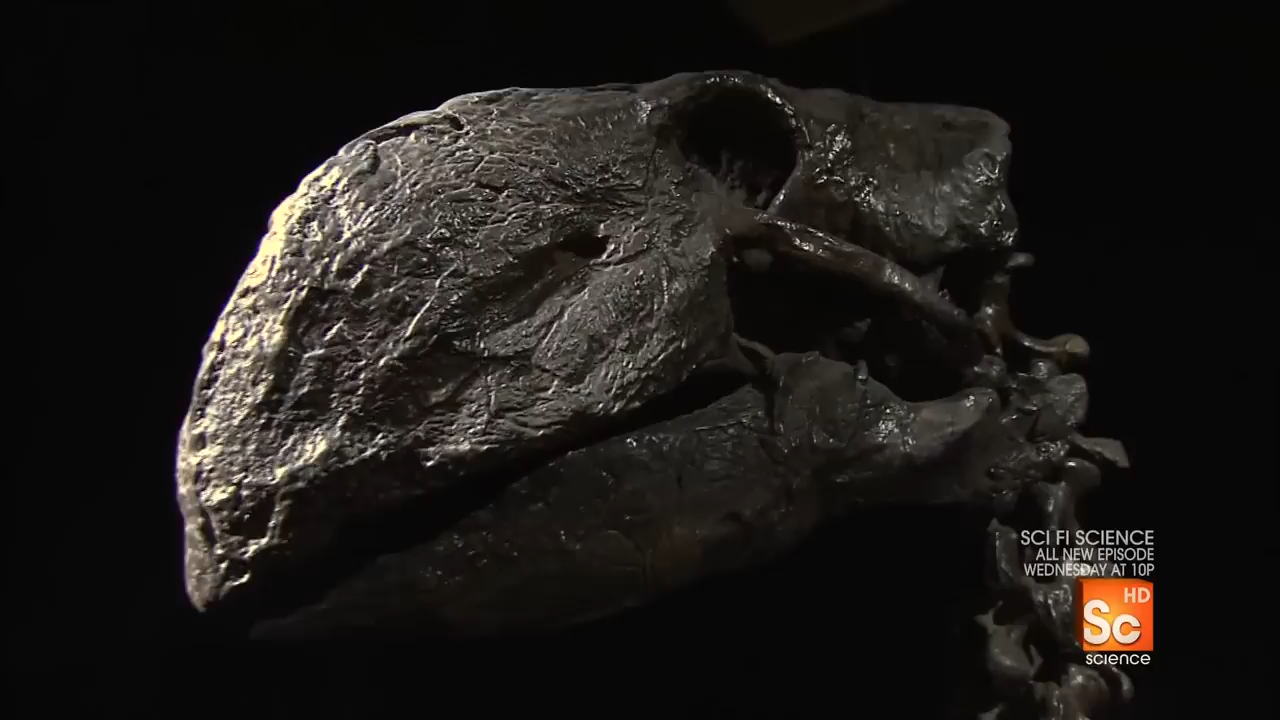 SCI FI SCIENCE
ALL NEW EPISODE
WEDNESDAY AT 10P
HD
Sc
science